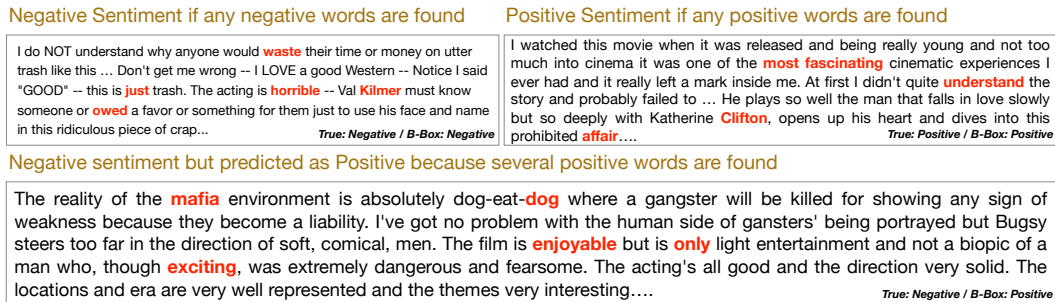 Negative Sentiment if any negative words are found
I do NOT understand why anyone would waste their time or money on utter
trash like this ... Don't get me wrong -- I LOVE a good Western -- Notice I said
"GOOD" -- this is just trash. The acting is horrible -- Val Kilmer must know
someone or owed a favor or something for them just to use his face and name
in this ridiculous piece of crap...
True: Negative / B-Box: Negative
Positive Sentiment if any positive words are found
I watched this movie when it was released and being really young and not too
much into cinema it was one of the most fascinating cinematic experiences I
ever had and it really left a mark inside me. At first I didn't quite understand the
story and probably failed to ... He plays so well the man that falls in love slowly
but so deeply with Katherine Clifton, opens up his heart and dives into this
prohibited affair....
True: Positive / B-Box: Positive
Negative sentiment but predicted as Positive because several positive words are found
The reality of the mafia environment is absolutely dog-eat-dog where a gangster will be killed for showing any sign of
weakness because they become a liability. I've got no problem with the human side of gansters' being portrayed but Bugsy
steers too far in the direction of soft, comical, men. The film is enjoyable but is only light entertainment and not a biopic of a
man who, though exciting, was extremely dangerous and fearsome. The acting's all good and the direction very solid. The
locations and era are very well represented and the themes very interesting....
True: Negative / B-Box: Positive